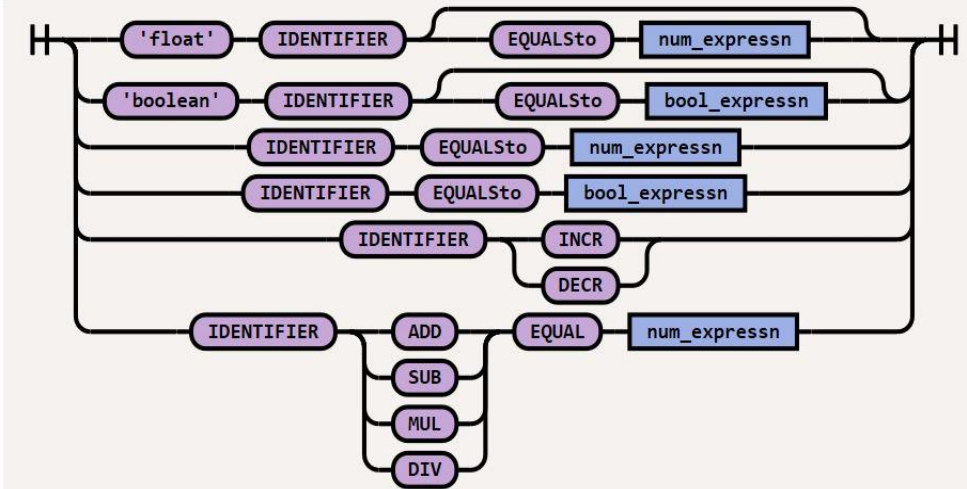 'float' IDENTIFIER EQUALSto num_expressn
'boolean' IDENTIFIER EQUALSto bool_expressn
IDENTIFIER EQUALSto num_expressn
IDENTIFIER EQUALSto bool_expressn
IDENTIFIER INCR
DECR
IDENTIFIER ADD EQUAL num_expressn
SUB
MUL
DIV